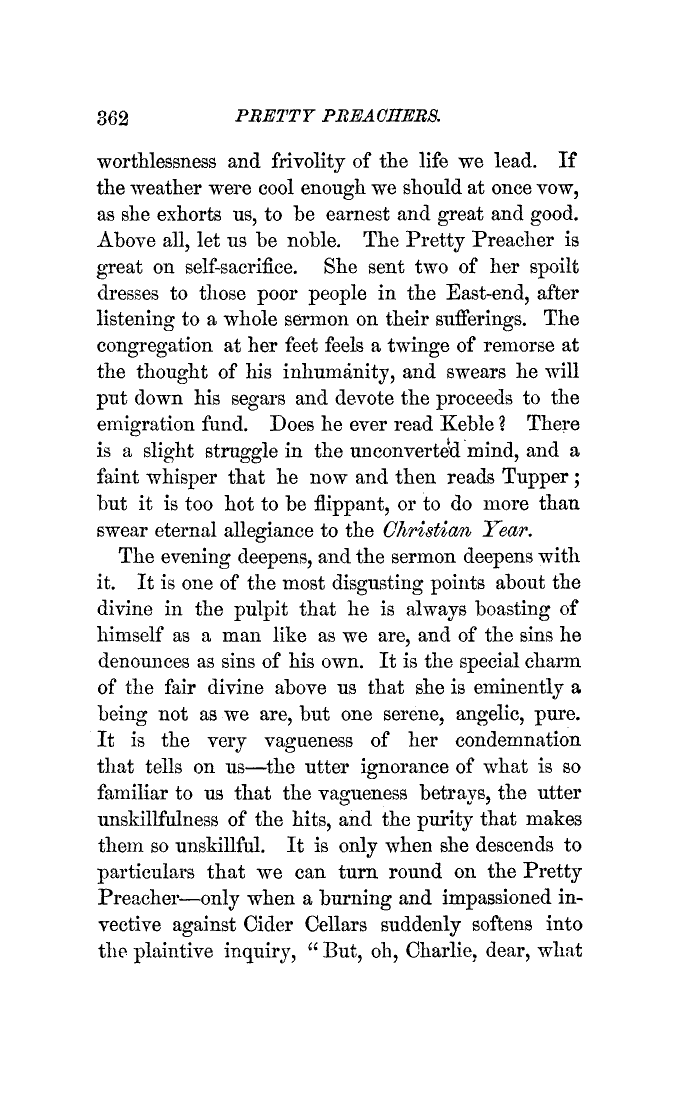 362 PRETTY PREACHERS.
worthlessness and frivolity of the life we lead. If
the weather were cool enough we should at once vow,
as she exhorts us, to be earnest and great and good.
Above all, let us be noble. The Pretty Preacher is
great on self-sacrifice. She sent two of her spoilt
dresses to those poor people in the East-end, after
listening to a whole sermon on their sufferings. The
congregation at her feet feels a twinge of remorse at
the thought of his inhumanity, and swears he will
put down his segars and devote the proceeds to the
emigration fund. Does he ever read Keble? There
is a slight struggle in the unconverted mind, and a
faint whisper that he now and then reads Tupper;
but it is too hot to be flippant, or to do more than
swear eternal allegiance to the Christian Year.
The evening deepens, and the sermon deepens with
it. It is one of the most disgusting points about the
divine in the pulpit that he is always boasting of
himself as a man like as we are, and of the sins he
denounces as sins of his own. It is the special charm
of the fair divine above us that she is eminently a
being not as we are, but one serene, angelic, pure.
It is the very vagueness of her condemnation
that tells on us—the utter ignorance of what is so
familiar to us that the vagueness betrays, the utter
unskillfulness of the hits, and the purity that makes
them so unskillful. It is only when she descends to
particulars that we can turn round on the Pretty
Preacher—only when a burning and impassioned in-
vective against Cider Cellars suddenly softens into
the plaintive inquiry, "But, oh, Charlie, dear, what